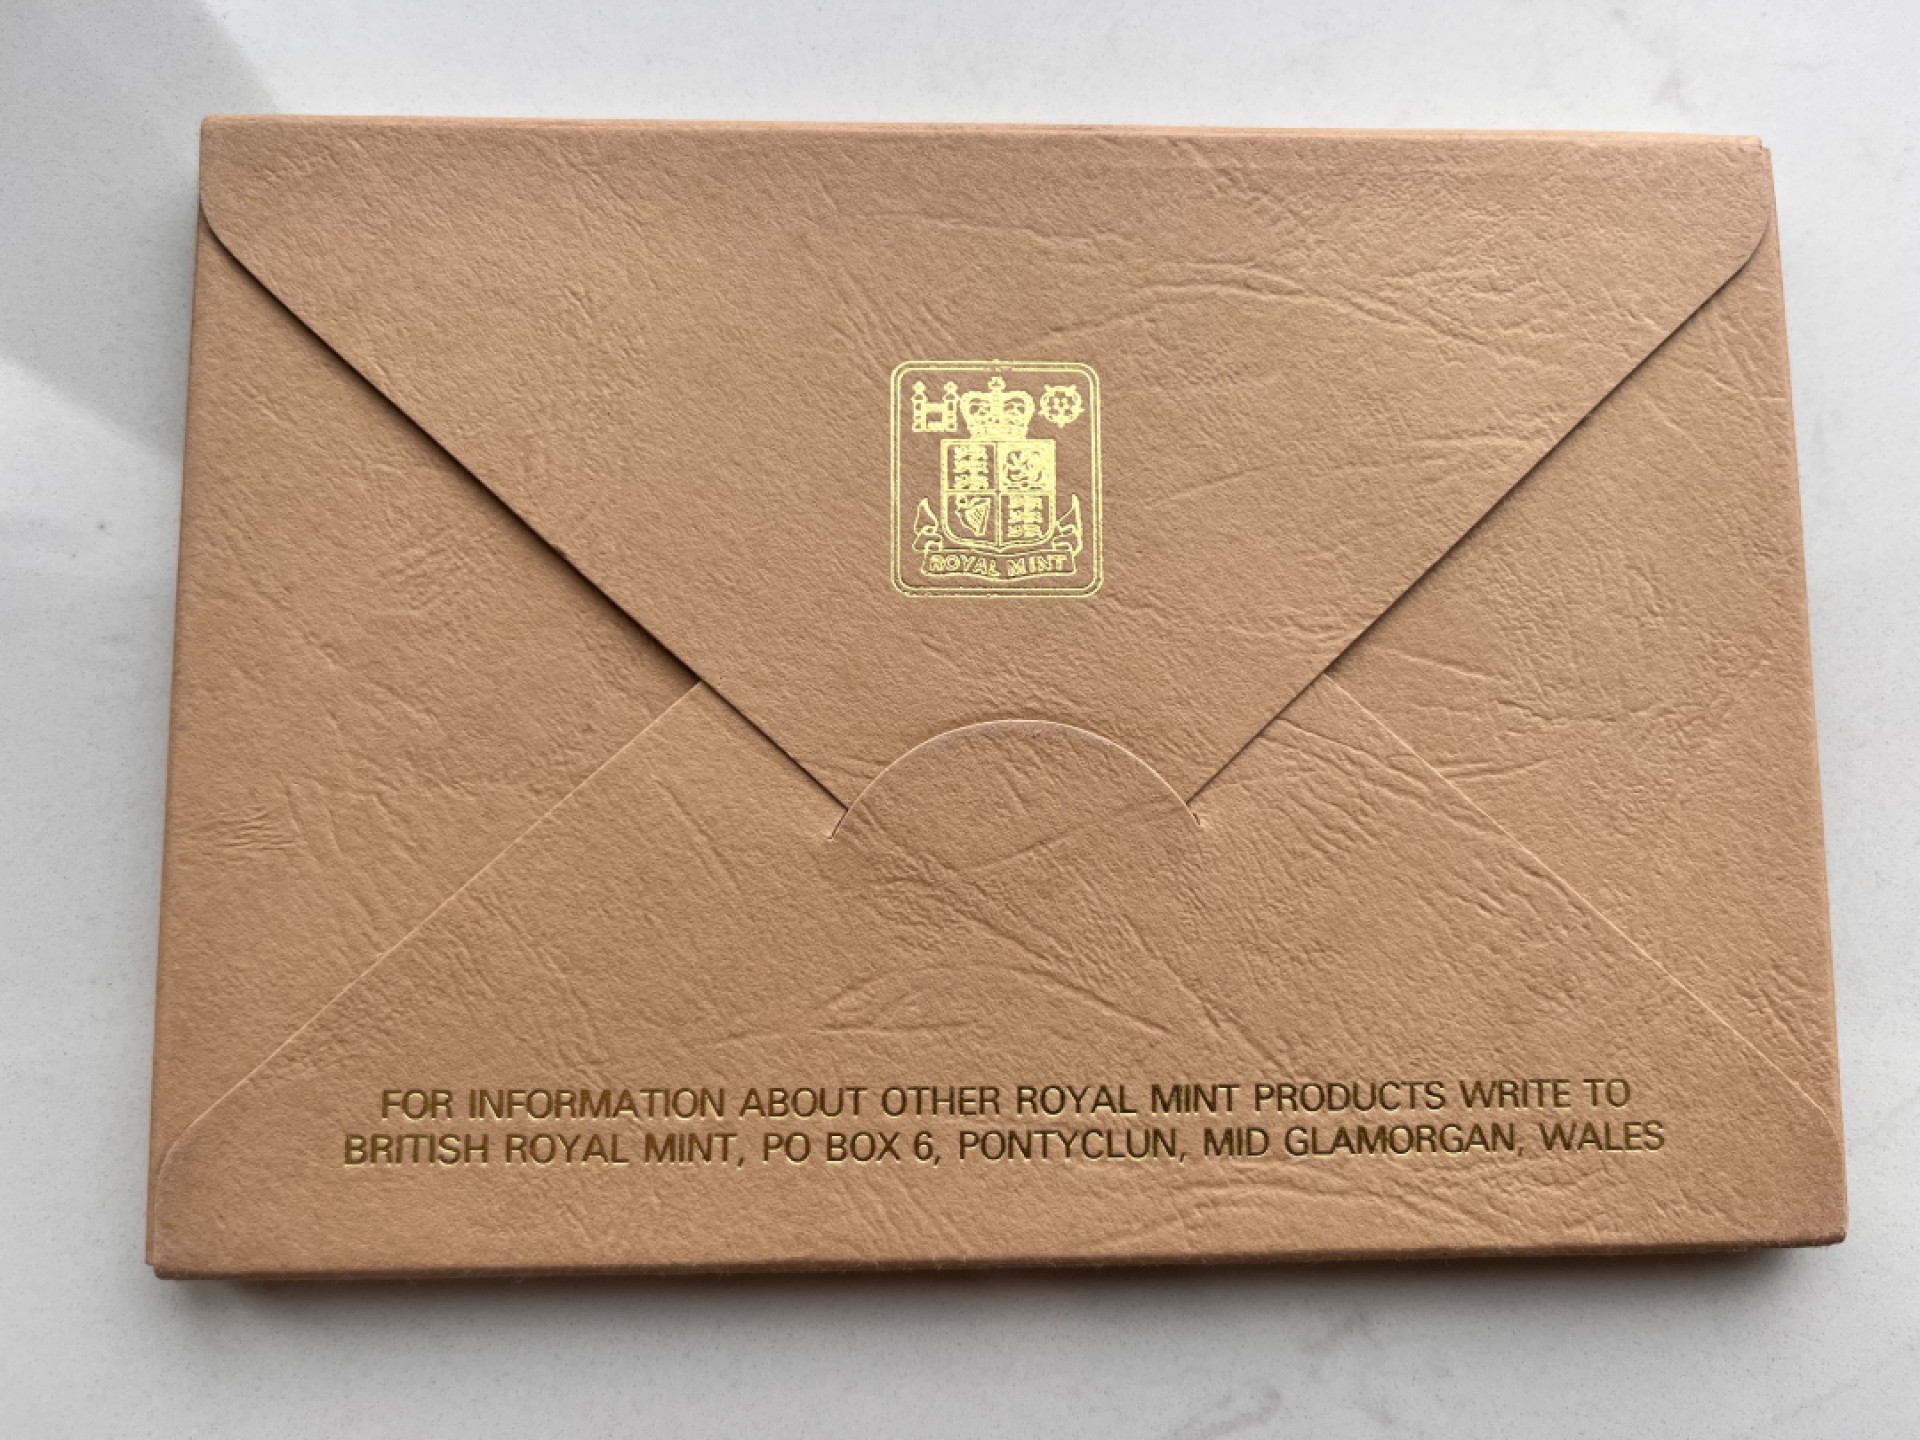 ROYAL MINT
FOR INFORMATION ABOUT OTHER ROYAL MINT PRODUCTS WRITE TO
BRITISH ROYAL MINT, PO BOX 6, PONTYCLUN, MID GLAMORGAN, WALES